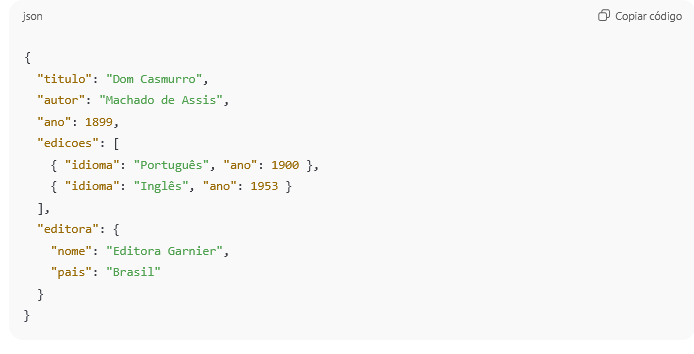 json
Copiar código
{
  "titulo": "Dom Casmurro",
  "autor": "Machado de Assis",
  "ano": 1899,
  "edicoes": [
    { "idioma": "Português", "ano": 1900 },
    { "idioma": "Inglês", "ano": 1953 }
  ],
  "editora": {
    "nome": "Editora Garnier",
    "pais": "Brasil"
  }
}